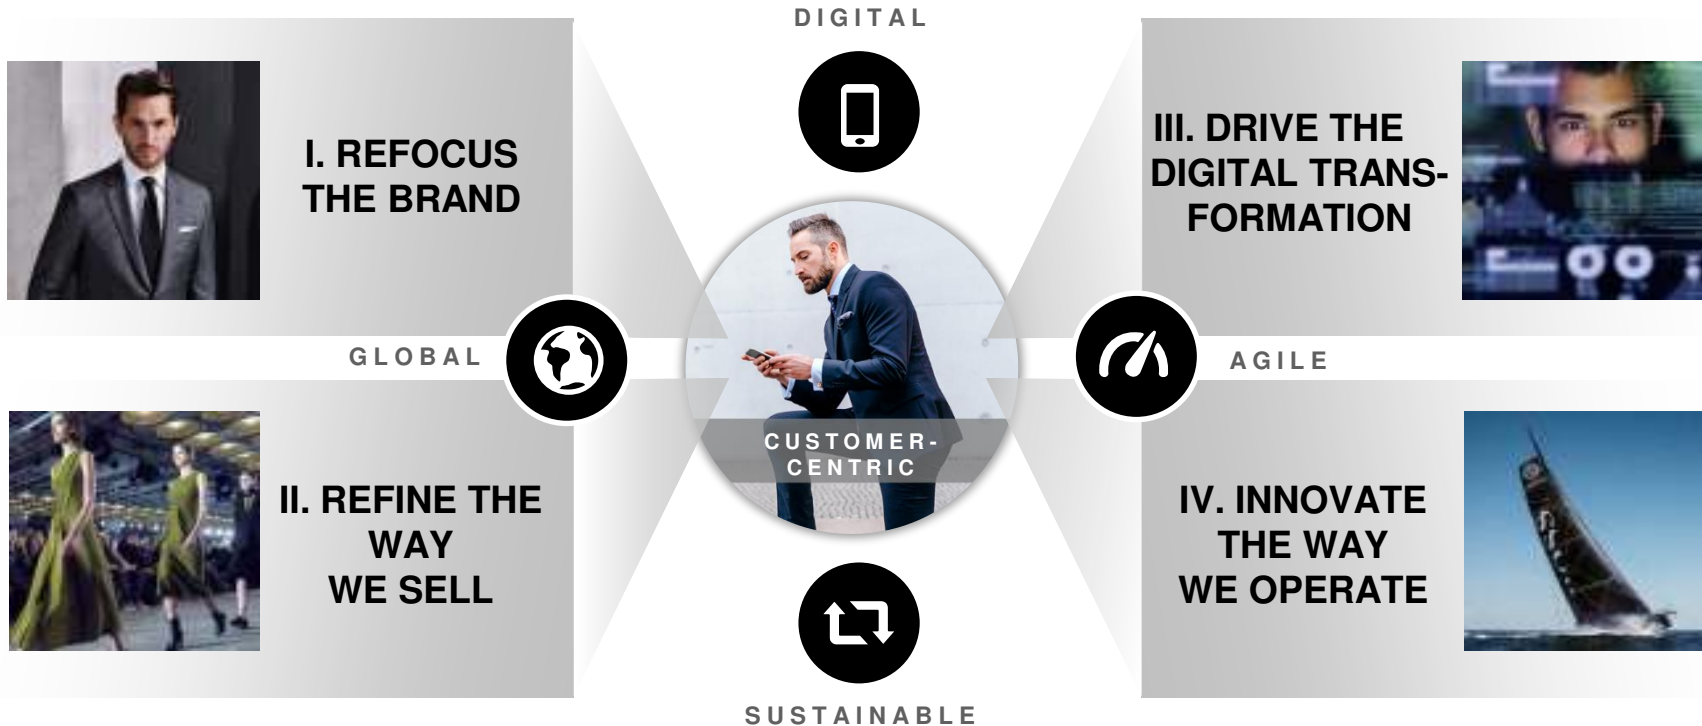 DIGITAL
I. REFOCUS
THE BRAND
III. DRIVE THE
DIGITAL TRANS-
FORMATION
GLOBAL
AGILE
CUSTOMER-
CENTRIC
II. REFINE THE
WAY
WE SELL
IV. INNOVATE
THE WAY
WE OPERATE
SUSTAINABLE